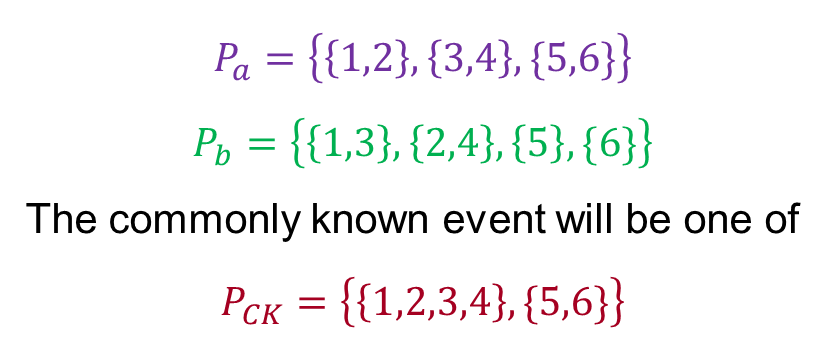 P_a = {{1,2}, {3,4}, {5,6}}
P_b = {{1,3}, {2,4}, {5}, {6}}
The commonly known event will be one of
P_CK = {{1,2,3,4}, {5,6}}